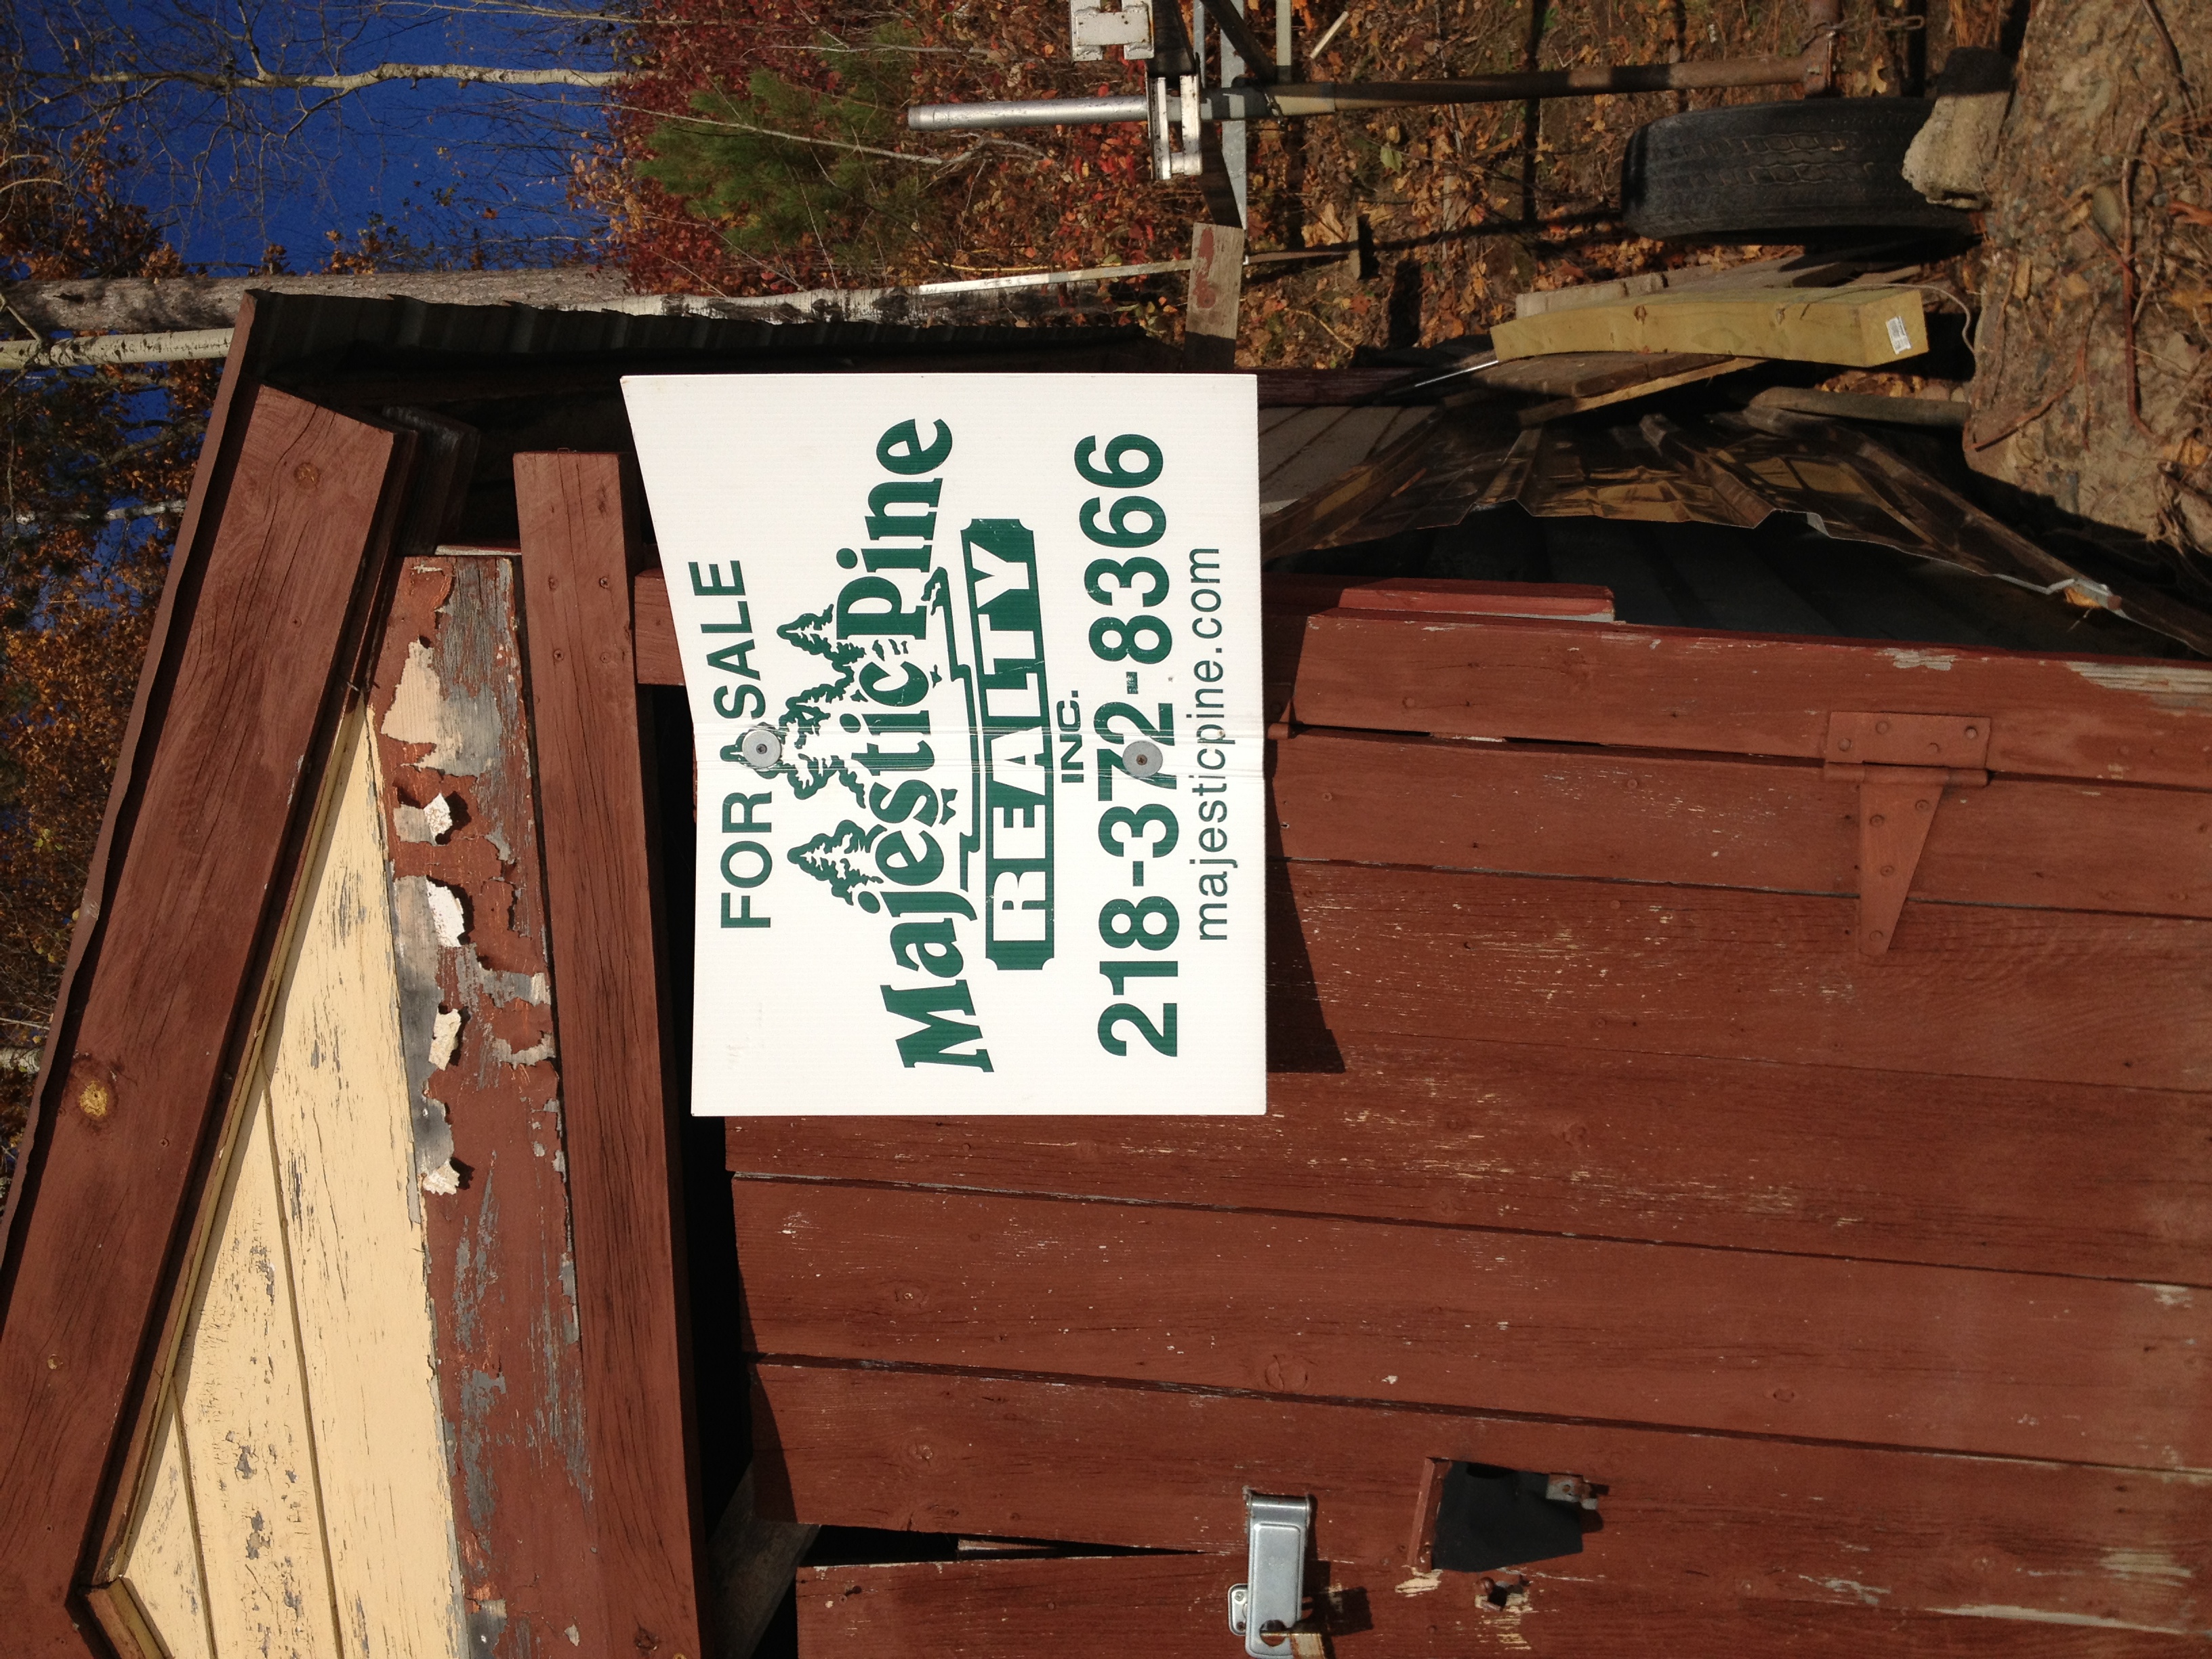 FOR SALE
Majestic Pine
REALTY
INC.
218-372-8366
majesticpine.com